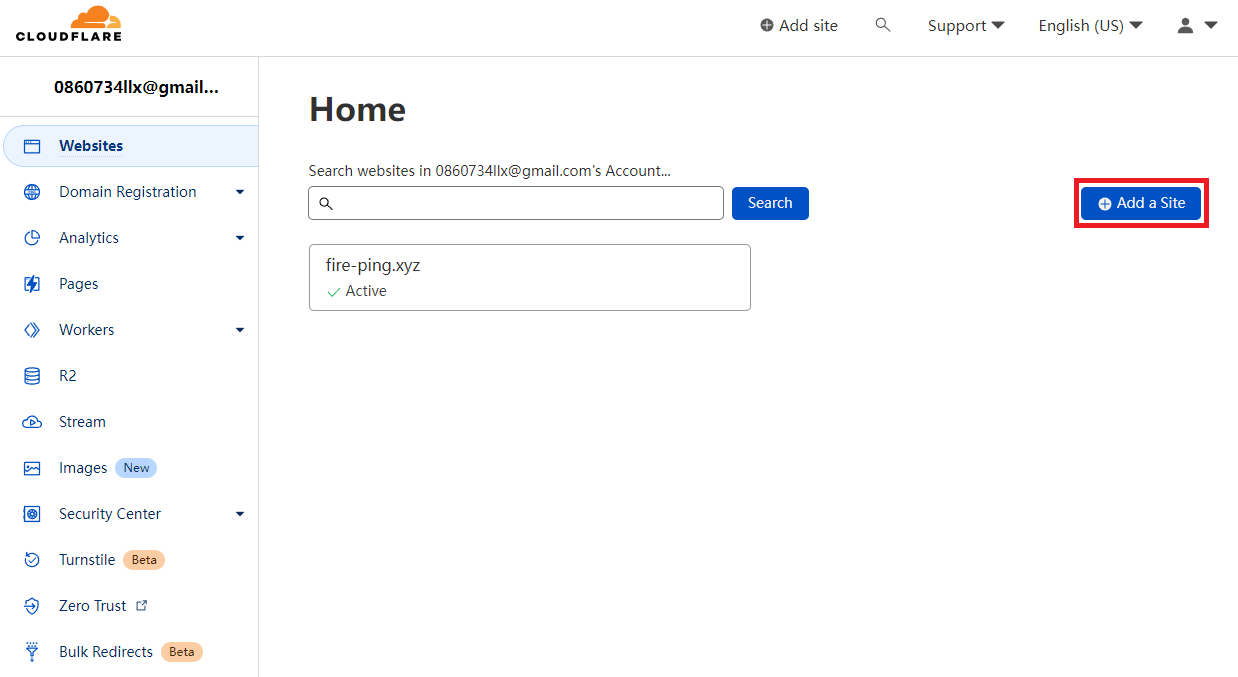 CLOUDFLARE
Add site
Support
English (US)
0860734llx@gmail...
Websites
Domain Registration
Analytics
Pages
Workers
R2
Stream
Images New
Security Center
Turnstile Beta
Zero Trust
Bulk Redirects Beta
Home
Search websites in 0860734llx@gmail.com's Account...
Search
Add a Site
fire-ping.xyz
Active